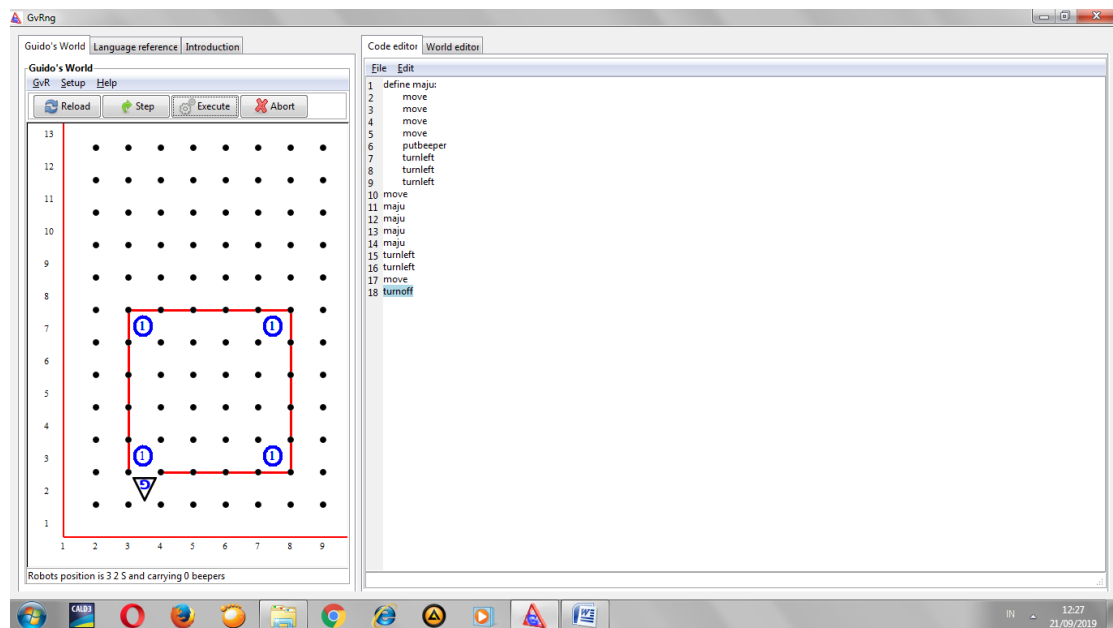 GvRng
Guido's World Language reference Introduction
Guido's World
GvR Setup Help
Reload Step Execute Abort
13
12
11
10
9
8
7
6
5
4
3
2
1
1 1
1 1
G
1 2 3 4 5 6 7 8 9
Robots position is 3 2 S and carrying 0 beepers
Code editor World editor
File Edit
1 define maju:
2 move
3 move
4 move
5 move
6 putbeeper
7 turnleft
8 turnleft
9 turnleft
10 move
11 maju
12 maju
13 maju
14 maju
15 turnleft
16 turnleft
17 move
18 turnoff
CALD3
IN 12:27
21/09/2019